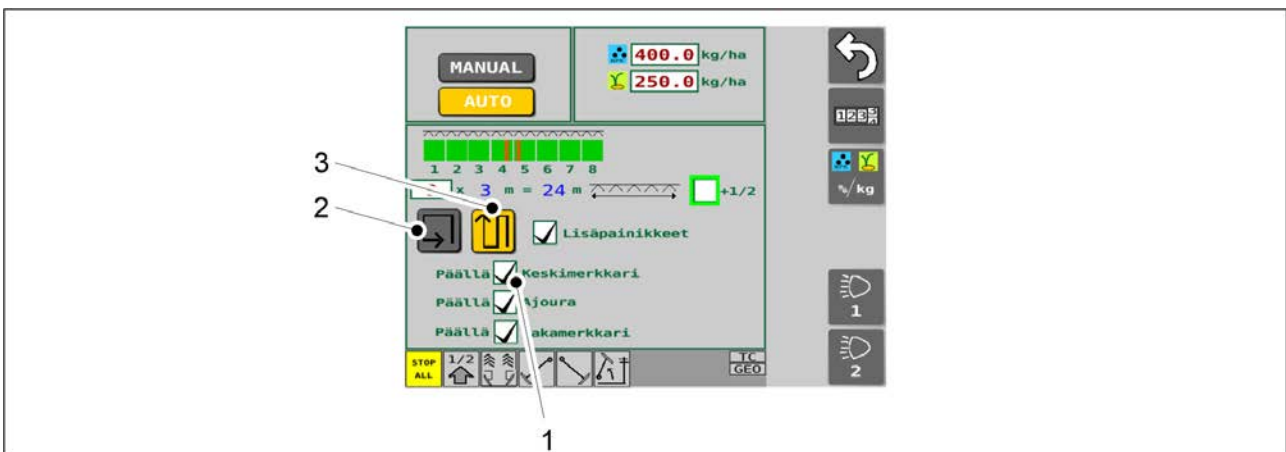 MANUAL
AUTO
400.0 kg/ha
250.0 kg/ha
1 2 3 4 5 6 7 8
x 3 m = 24 m +1/2
Lisäpainikkeet
Päällä Keskimerkkari
Päällä Ajoura
Päällä
STOP ALL
1/2
TC
GEO
%/kg
1
2
3
2
1